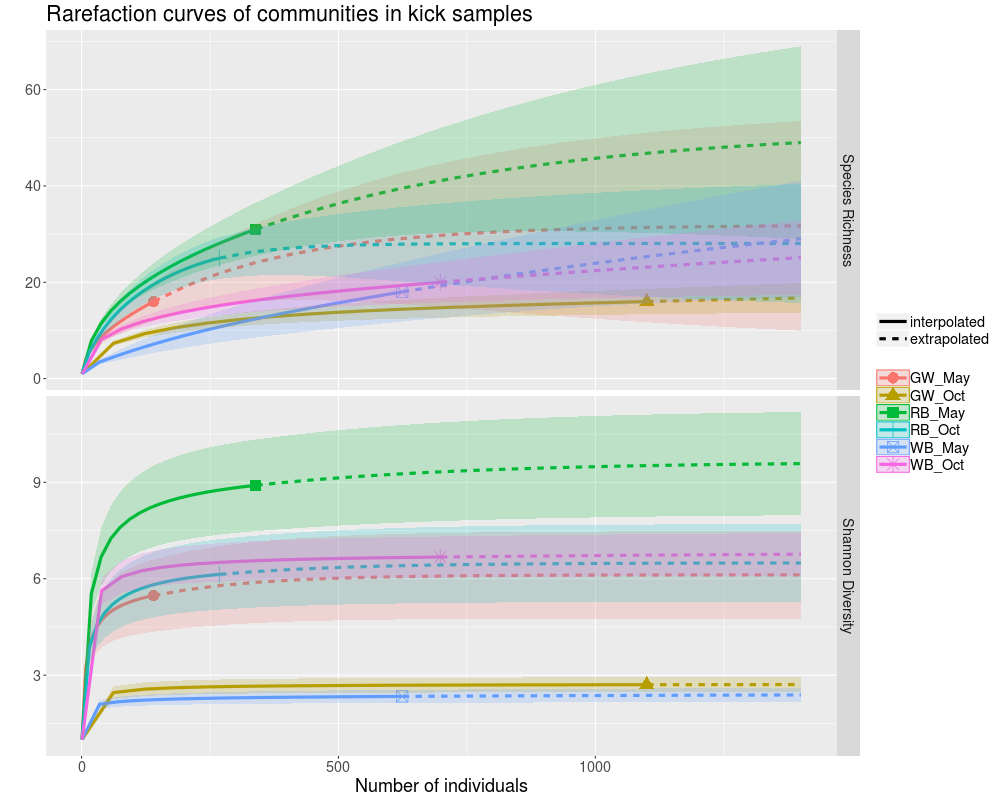 Rarefaction curves of communities in kick samples
60
40
20
0
Species Richness
9
6
3
Shannon Diversity
0
500
1000
Number of individuals
interpolated
extrapolated
GW_May
GW_Oct
RB_May
RB_Oct
WB_May
WB_Oct